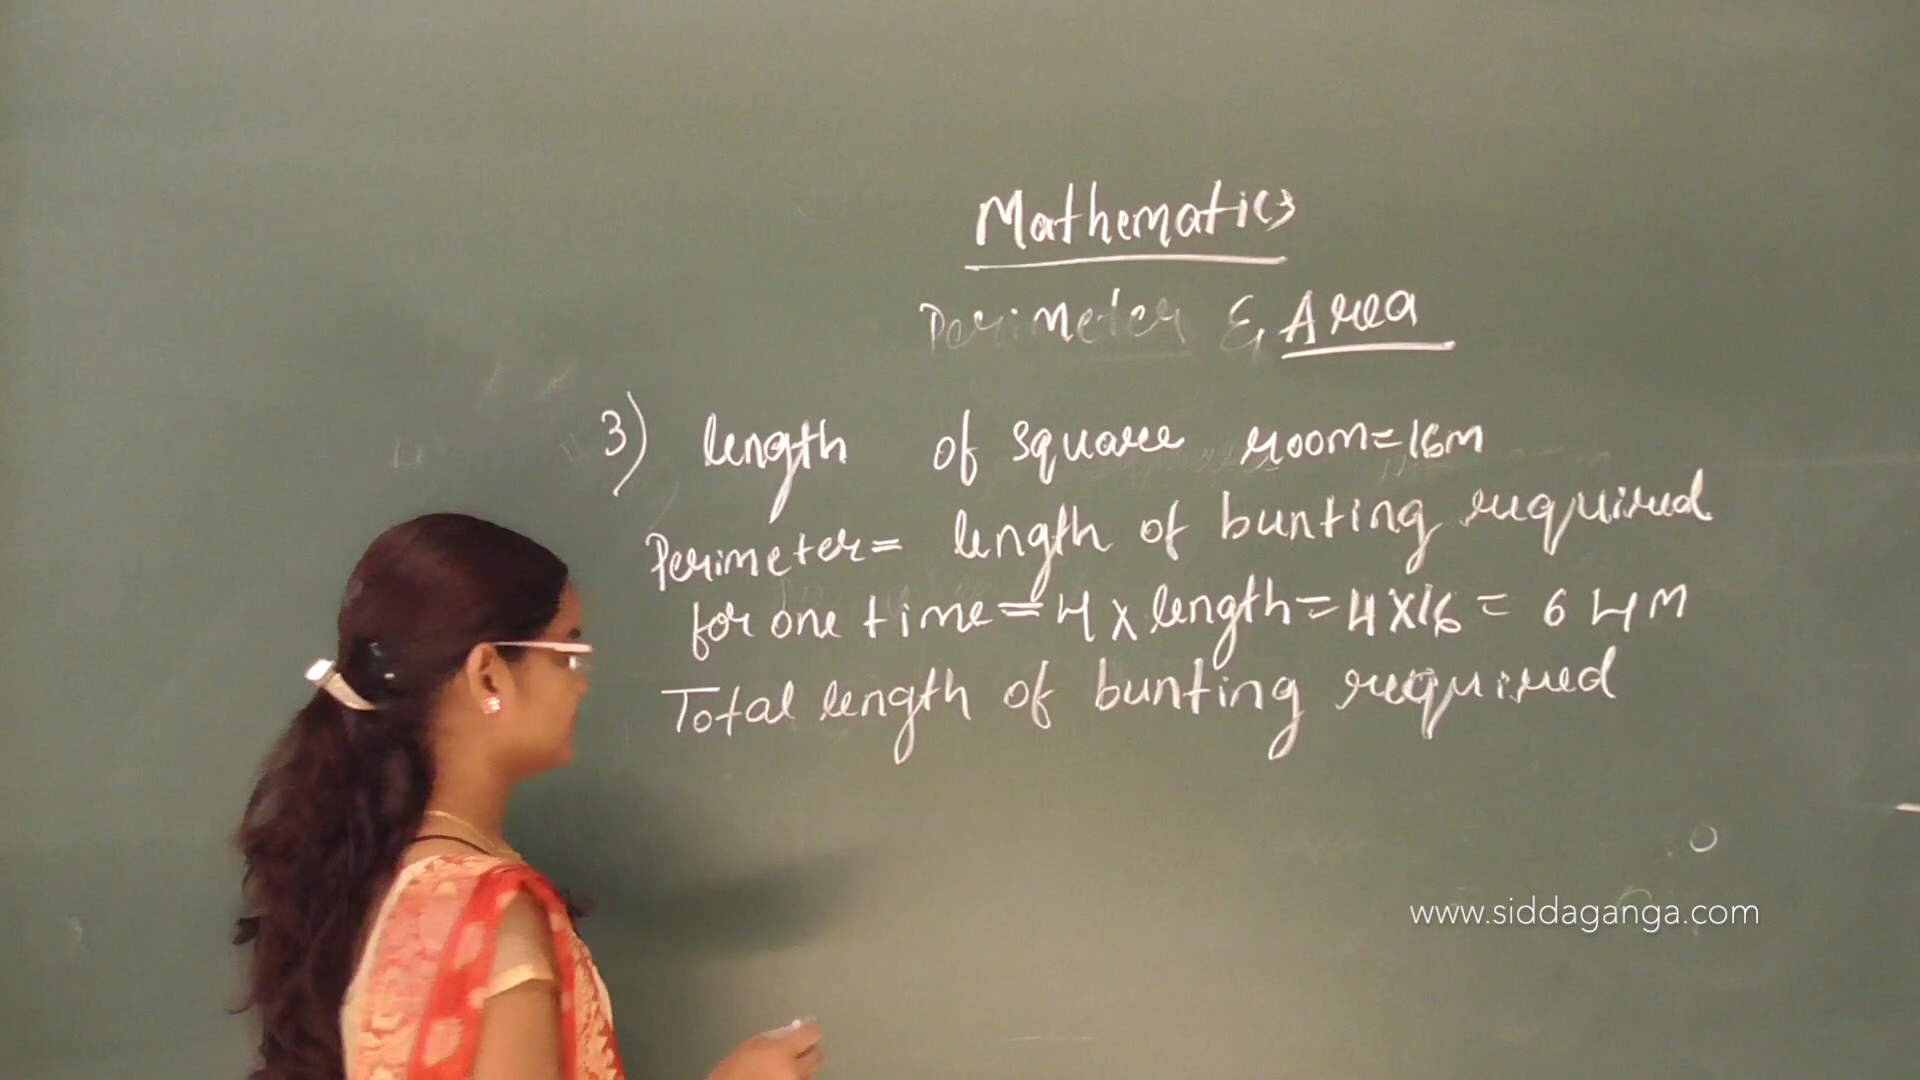 Mathematics
Perimeter & Area
3) length of square room=16m
Perimeter= length of bunting required
for one time=4 x length=4x16= 64m
Total length of bunting required
www.siddaganga.com